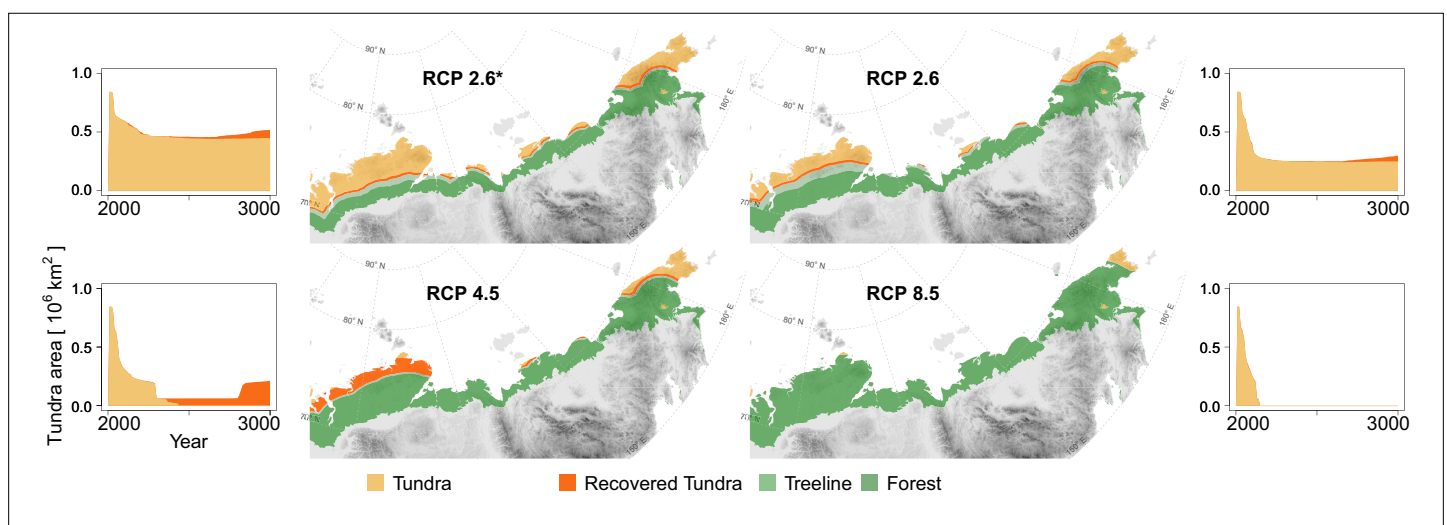 RCP 2.6*
90° N
80° N
70° N
180° E
1.0
0.5
0.0
2000 3000
RCP 2.6
90° N
80° N
70° N
180° E
150° E
1.0
0.5
0.0
2000 3000
Tundra area [ 10⁶ km² ]
RCP 4.5
90° N
80° N
70° N
180° E
150° E
1.0
0.5
0.0
2000 3000
Year
RCP 8.5
90° N
80° N
70° N
180° E
150° E
1.0
0.5
0.0
2000 3000
Tundra Recovered Tundra Treeline Forest